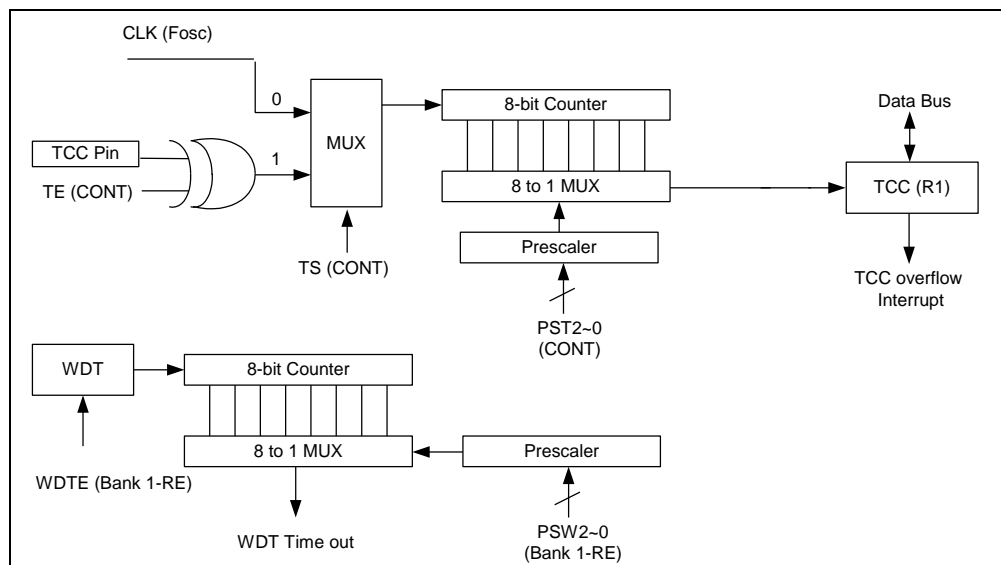 CLK (Fosc)
0
TCC Pin
1
TE (CONT)
MUX
TS (CONT)
8-bit Counter
8 to 1 MUX
Prescaler
PST2~0
(CONT)
Data Bus
TCC (R1)
TCC overflow
Interrupt
WDT
WDTE (Bank 1-RE)
8-bit Counter
8 to 1 MUX
WDT Time out
Prescaler
PSW2~0
(Bank 1-RE)